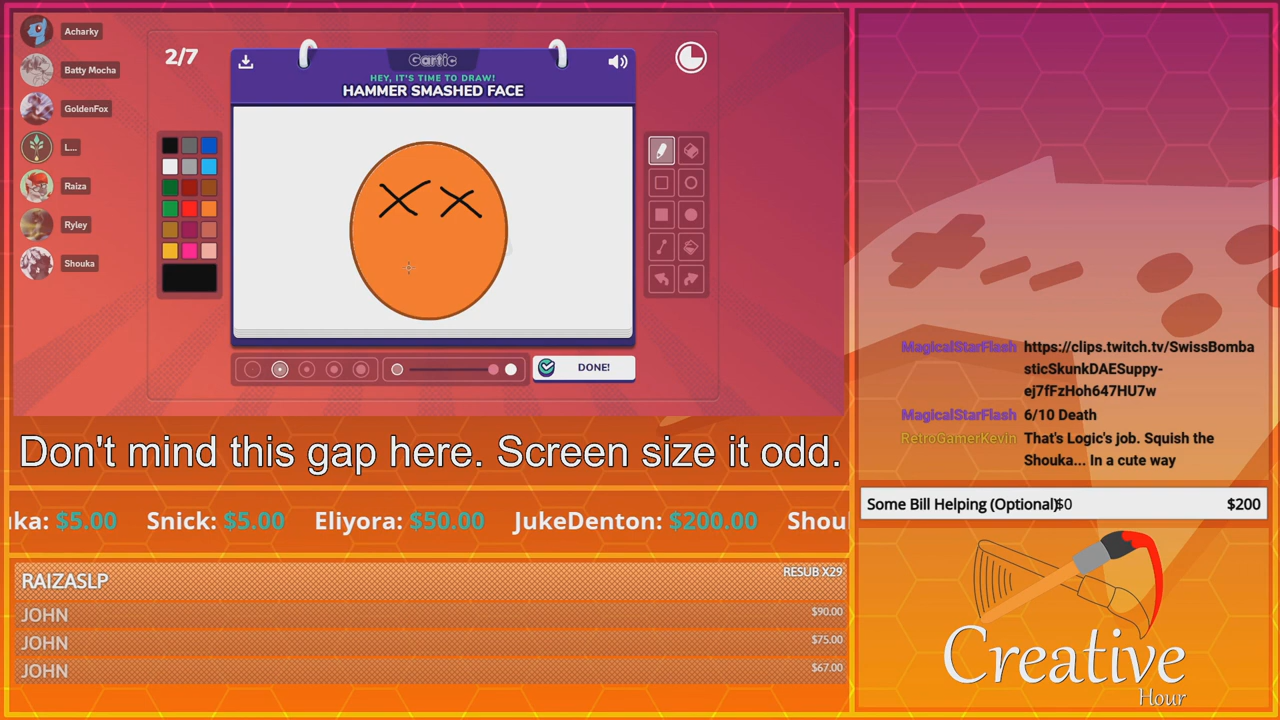 Acharky
Batty Mocha
GoldenFox
L...
Raiza
Ryley
Shouka
2/7
Gartic
HEY, IT'S TIME TO DRAW!
HAMMER SMASHED FACE
DONE!
Don't mind this gap here. Screen size it odd.
uka: $5.00 Snick: $5.00 Eliyora: $50.00 JukeDenton: $200.00 Shou
RAIZASLP RESUB X29
JOHN $90.00
JOHN $75.00
JOHN $67.00
MagicalStarFlash https://clips.twitch.tv/SwissBomba
sticSkunkDAESuppy-
ej7fFzHoh647HU7w
MagicalStarFlash 6/10 Death
RetroGamerKevin That's Logic's job. Squish the
Shouka... In a cute way
Some Bill Helping (Optional) $0 $200
Creative
Hour